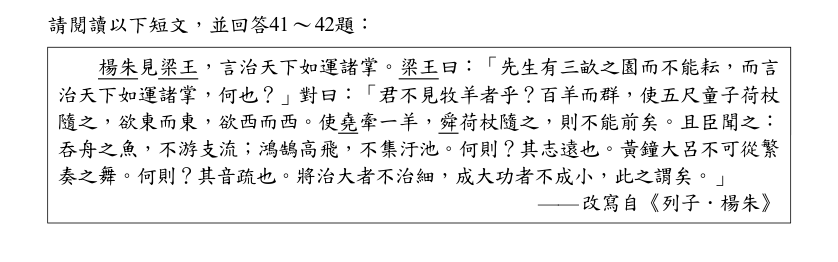 請閱讀以下短文，並回答41～42題：
楊朱見梁王，言治天下如運諸掌。梁王曰：「先生有三畝之園而不能耘，而言
治天下如運諸掌，何也？」對曰：「君不見牧羊者乎？百羊而群，使五尺童子荷杖
隨之，欲東而東，欲西而西。使堯牽一羊，舜荷杖隨之，則不能前矣。且臣聞之：
吞舟之魚，不游支流；鴻鵠高飛，不集汙池。何則？其志遠也。黃鐘大呂不可從繁
奏之舞。何則？其音疏也。將治大者不治細，成大功者不成小，此之謂矣。」
——改寫自《列子．楊朱》